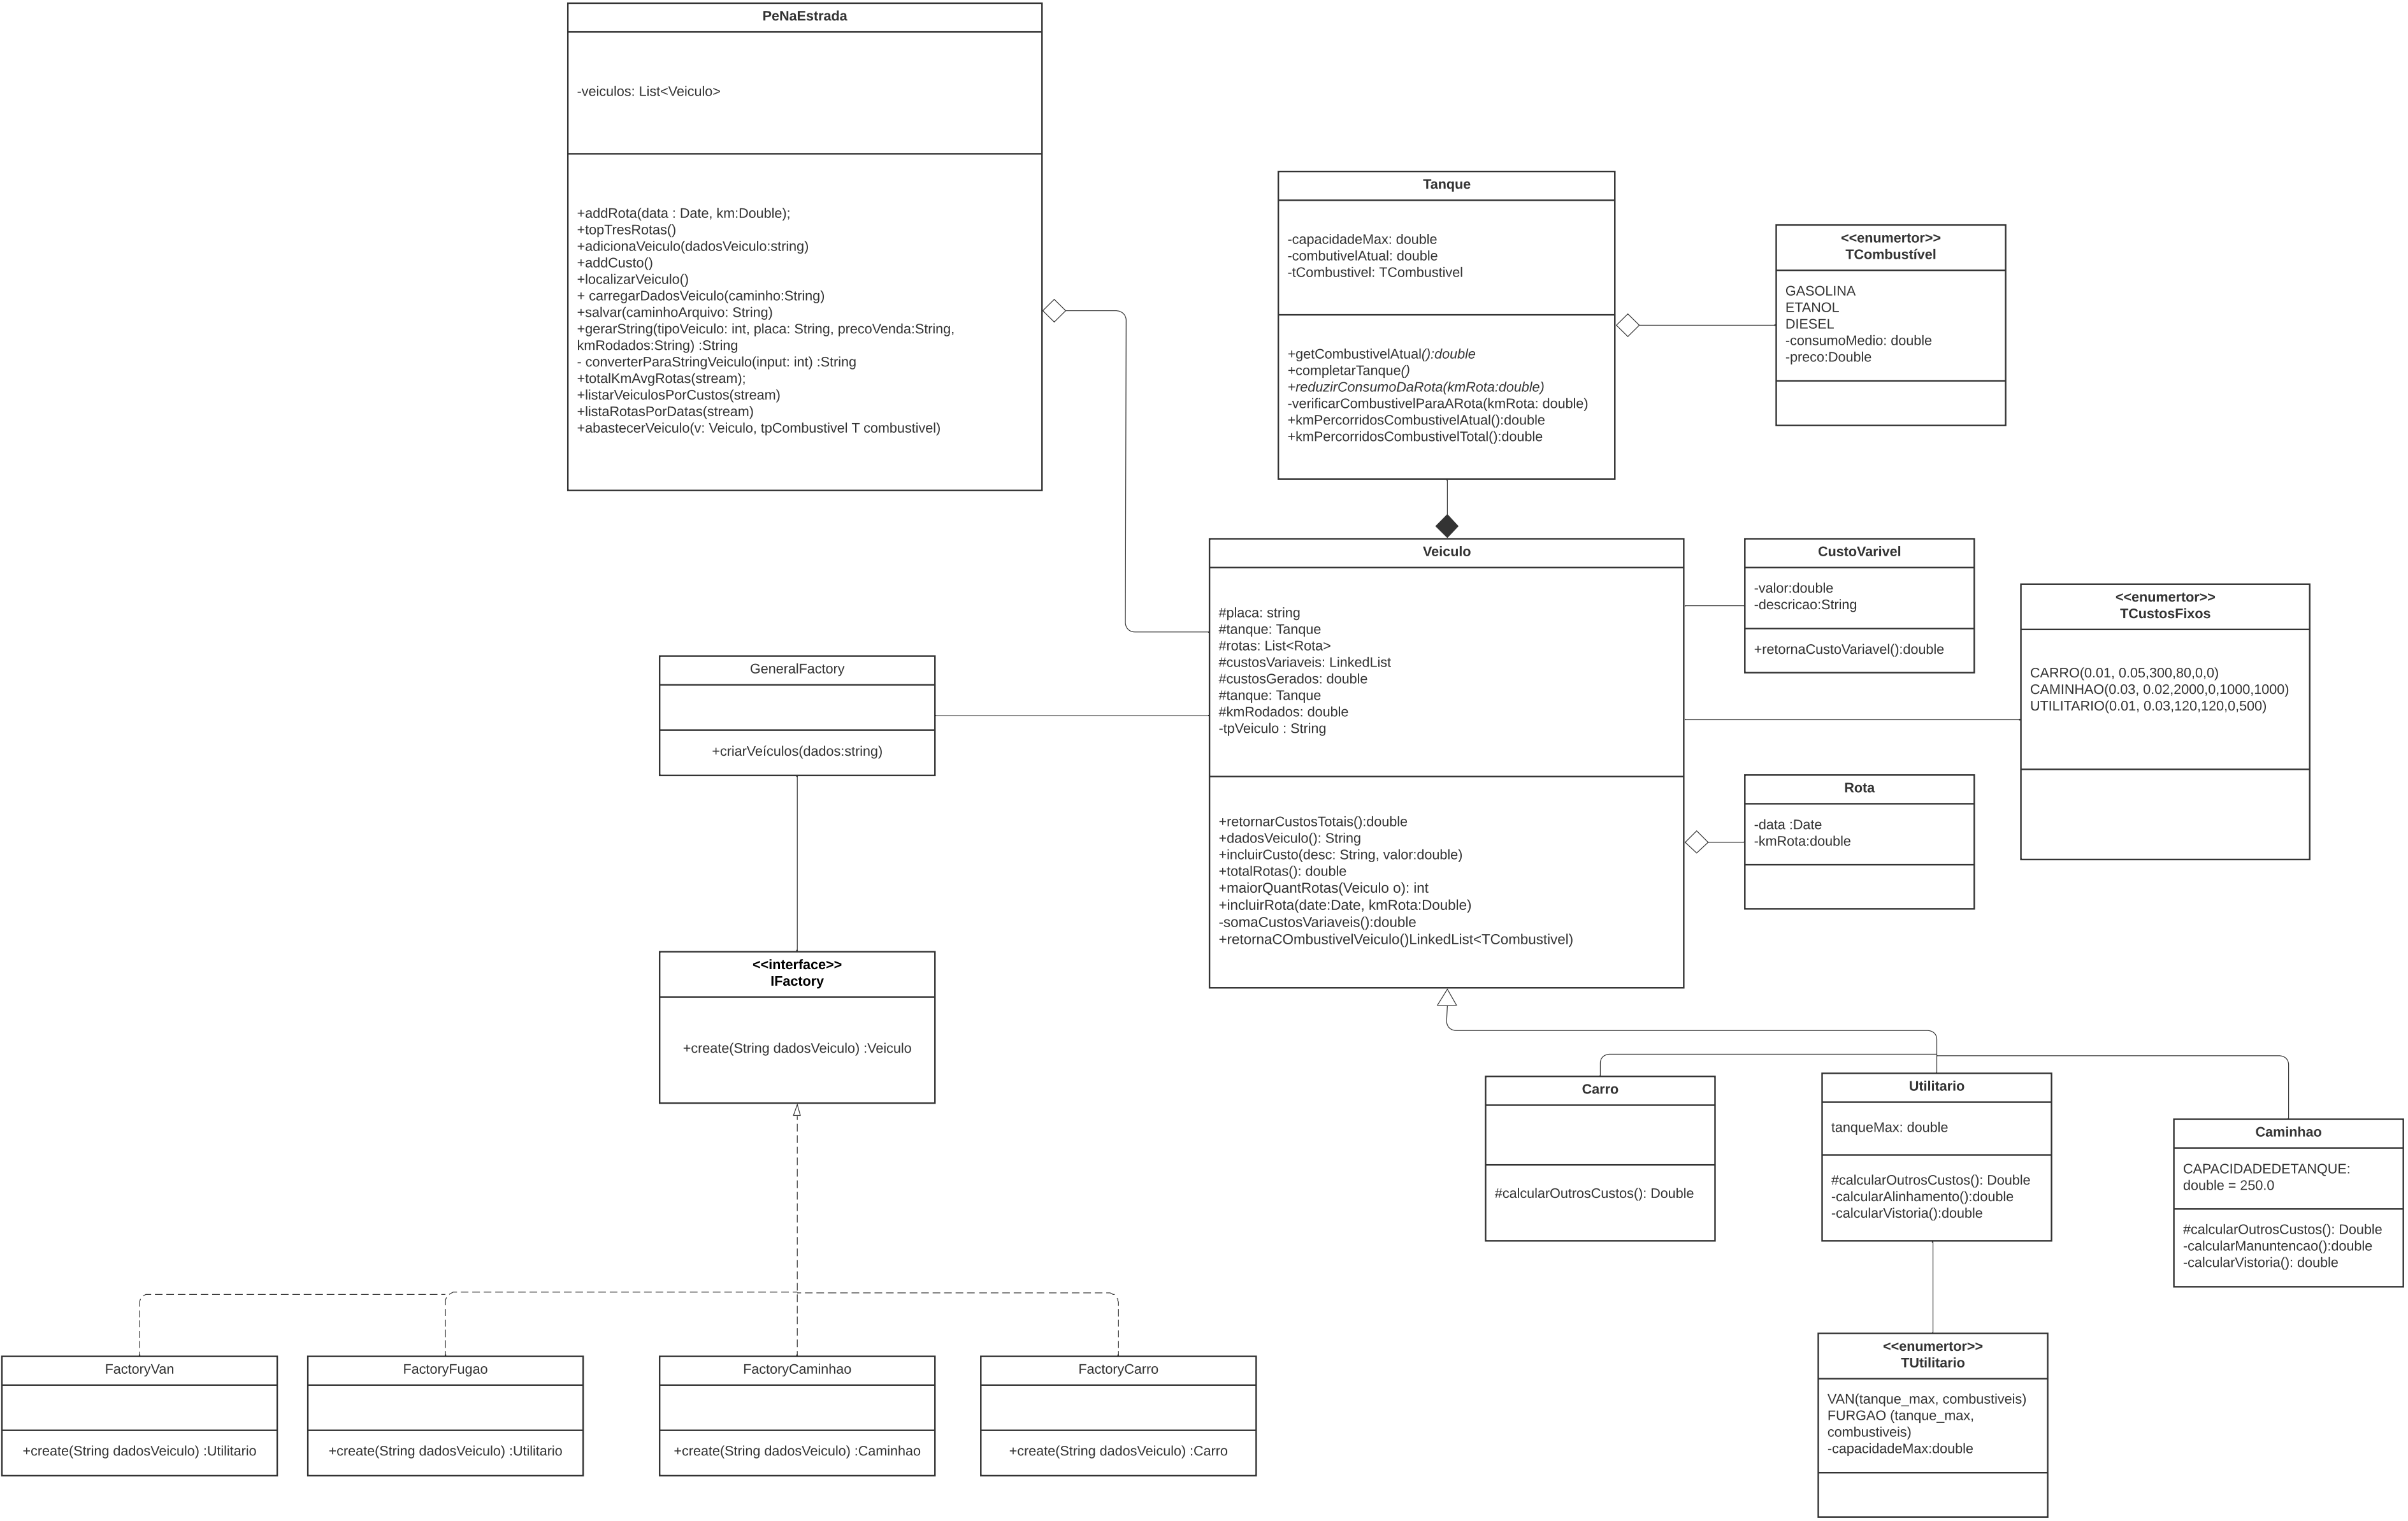 PeNaEstrada
-veiculos: List<Veiculo>
+addRota(data : Date, km:Double);
+topTresRotas()
+adicionaVeiculo(dadosVeiculo:string)
+addCusto()
+localizarVeiculo()
+ carregarDadosVeiculo(caminho:String)
+salvar(caminhoArquivo: String)
+gerarString(tipoVeiculo: int, placa: String, precoVenda:String,
kmRodados:String) :String
- converterParaStringVeiculo(input: int) :String
+totalKmAvgRotas(stream);
+listarVeiculosPorCustos(stream)
+listaRotasPorDatas(stream)
+abastecerVeiculo(v: Veiculo, tpCombustivel T combustivel)
Tanque
-capacidadeMax: double
-combutivelAtual: double
-tCombustivel: TCombustivel
+getCombustivelAtual():double
+completarTanque()
+reduzirConsumoDaRota(kmRota:double)
-verificarCombustivelParaARota(kmRota: double)
+kmPercorridosCombustivelAtual():double
+kmPercorridosCombustivelTotal():double
<<enumertor>>
TCombustível
GASOLINA
ETANOL
DIESEL
-consumoMedio: double
-preco:Double
Veiculo
#placa: string
#tanque: Tanque
#rotas: List<Rota>
#custosVariaveis: LinkedList
#custosGerados: double
#tanque: Tanque
#kmRodados: double
-tpVeiculo : String
+retornarCustosTotais():double
+dadosVeiculo(): String
+incluirCusto(desc: String, valor:double)
+totalRotas(): double
+maiorQuantRotas(Veiculo o): int
+incluirRota(date:Date, kmRota:Double)
-somaCustosVariaveis():double
+retornaCOmbustivelVeiculo()LinkedList<TCombustivel)
CustoVarivel
-valor:double
-descricao:String
+retornaCustoVariavel():double
<<enumertor>>
TCustosFixos
CARRO(0.01, 0.05,300,80,0,0)
CAMINHAO(0.03, 0.02,2000,0,1000,1000)
UTILITARIO(0.01, 0.03,120,120,0,500)
Rota
-data :Date
-kmRota:double
GeneralFactory
+criarVeículos(dados:string)
<<interface>>
IFactory
+create(String dadosVeiculo) :Veiculo
Carro
#calcularOutrosCustos(): Double
Utilitario
tanqueMax: double
#calcularOutrosCustos(): Double
-calcularAlinhamento():double
-calcularVistoria():double
Caminhao
CAPACIDADEDETANQUE:
double = 250.0
#calcularOutrosCustos(): Double
-calcularManuntencao():double
-calcularVistoria(): double
<<enumertor>>
TUtilitario
VAN(tanque_max, combustiveis)
FURGAO (tanque_max,
combustiveis)
-capacidadeMax:double
FactoryVan
+create(String dadosVeiculo) :Utilitario
FactoryFugao
+create(String dadosVeiculo) :Utilitario
FactoryCaminhao
+create(String dadosVeiculo) :Caminhao
FactoryCarro
+create(String dadosVeiculo) :Carro